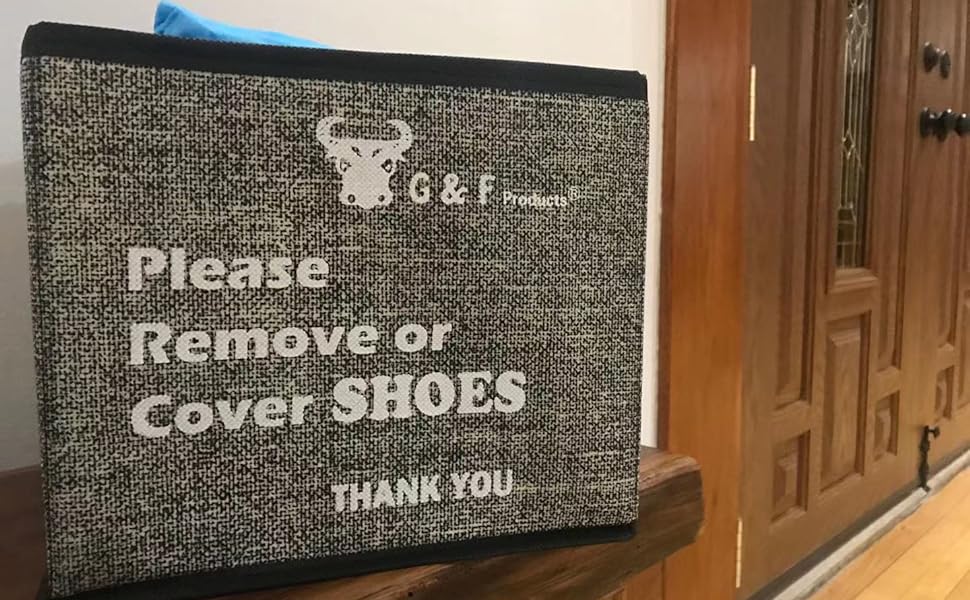 G & F Products®
Please
Remove or
Cover SHOES
THANK YOU